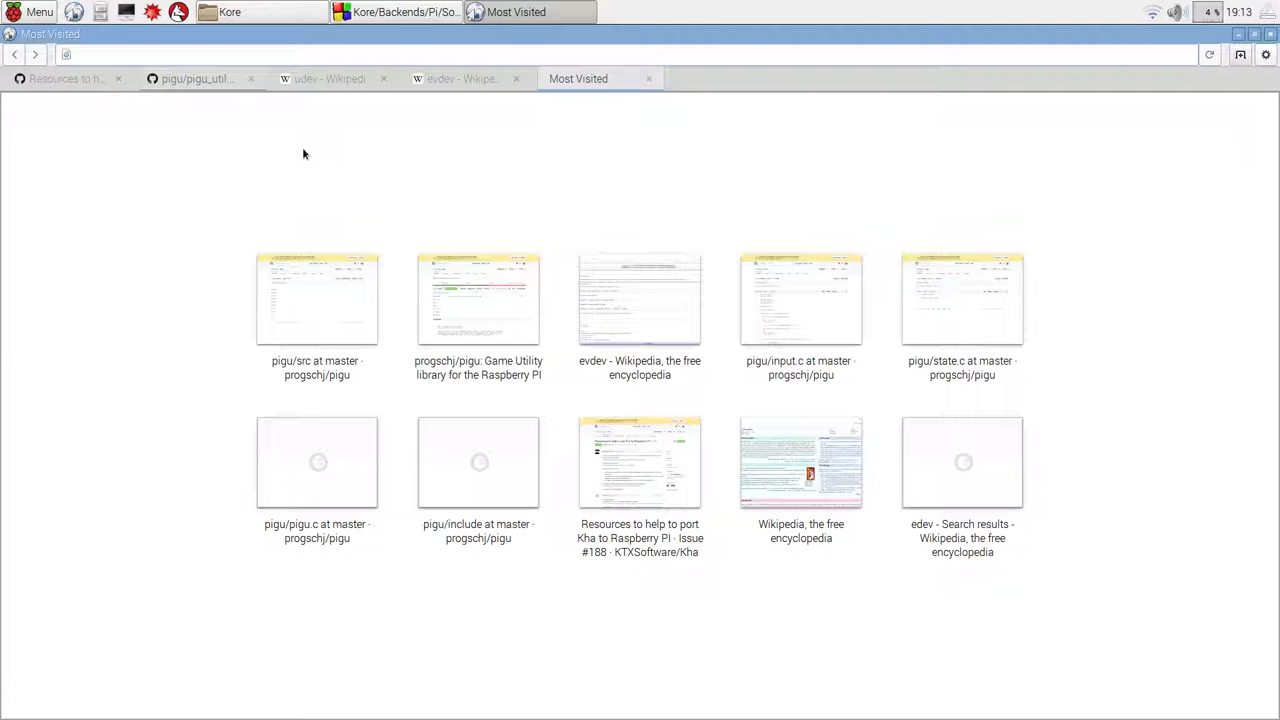 Menu
Kore
Kore/Backends/Pi/So...
Most Visited
4 %
19:13
Most Visited
Resources to h...
pigu/pigu_util...
udev - Wikipedi
evdev - Wikipe..
Most Visited
pigu/src at master ·
progschj/pigu
progschj/pigu: Game Utility
library for the Raspberry PI
evdev - Wikipedia, the free
encyclopedia
pigu/input.c at master ·
progschj/pigu
pigu/state.c at master ·
progschj/pigu
pigu/pigu.c at master ·
progschj/pigu
pigu/include at master ·
progschj/pigu
Resources to help to port
Kha to Raspberry PI · Issue
#188 · KTXSoftware/Kha
Wikipedia, the free
encyclopedia
edev - Search results -
Wikipedia, the free
encyclopedia